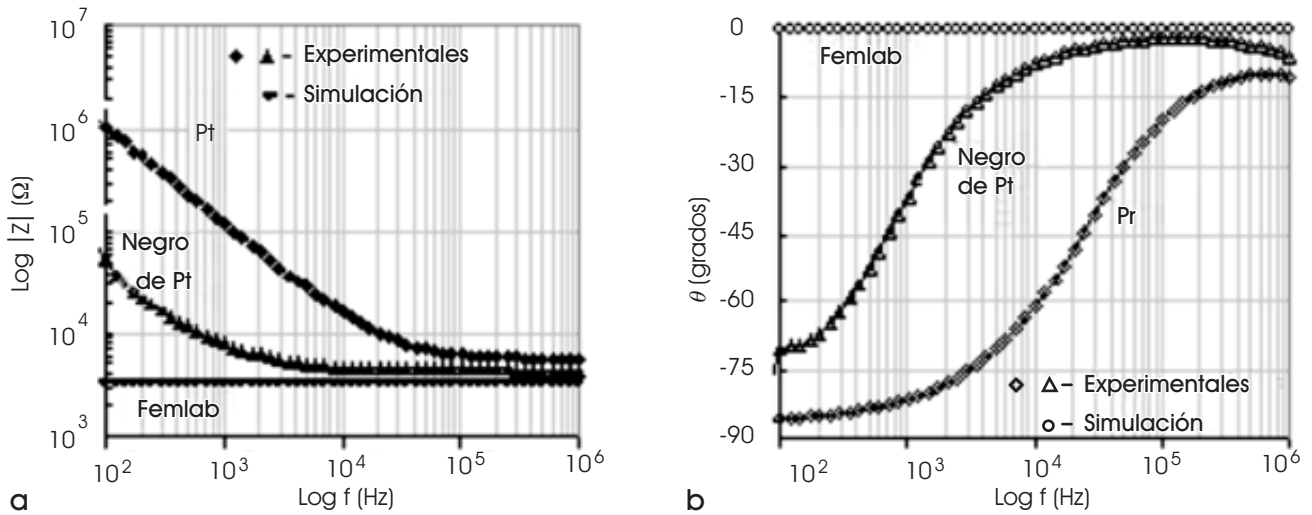 10⁷
10⁶
10⁵
10⁴
10³
Log |Z| (Ω)
Experimentales
Simulación
Pt
Negro
de Pt
Femlab
10² 10³ 10⁴ 10⁵ 10⁶
Log f (Hz)
a
0
-15
-30
-45
-60
-75
-90
θ (grados)
Femlab
Negro
de Pt
Pr
Experimentales
Simulación
10² 10³ 10⁴ 10⁵ 10⁶
Log f (Hz)
b